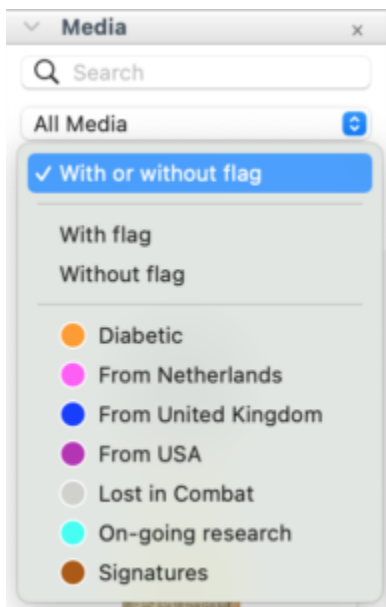 Media
Search
All Media
With or without flag
With flag
Without flag
Diabetic
From Netherlands
From United Kingdom
From USA
Lost in Combat
On-going research
Signatures